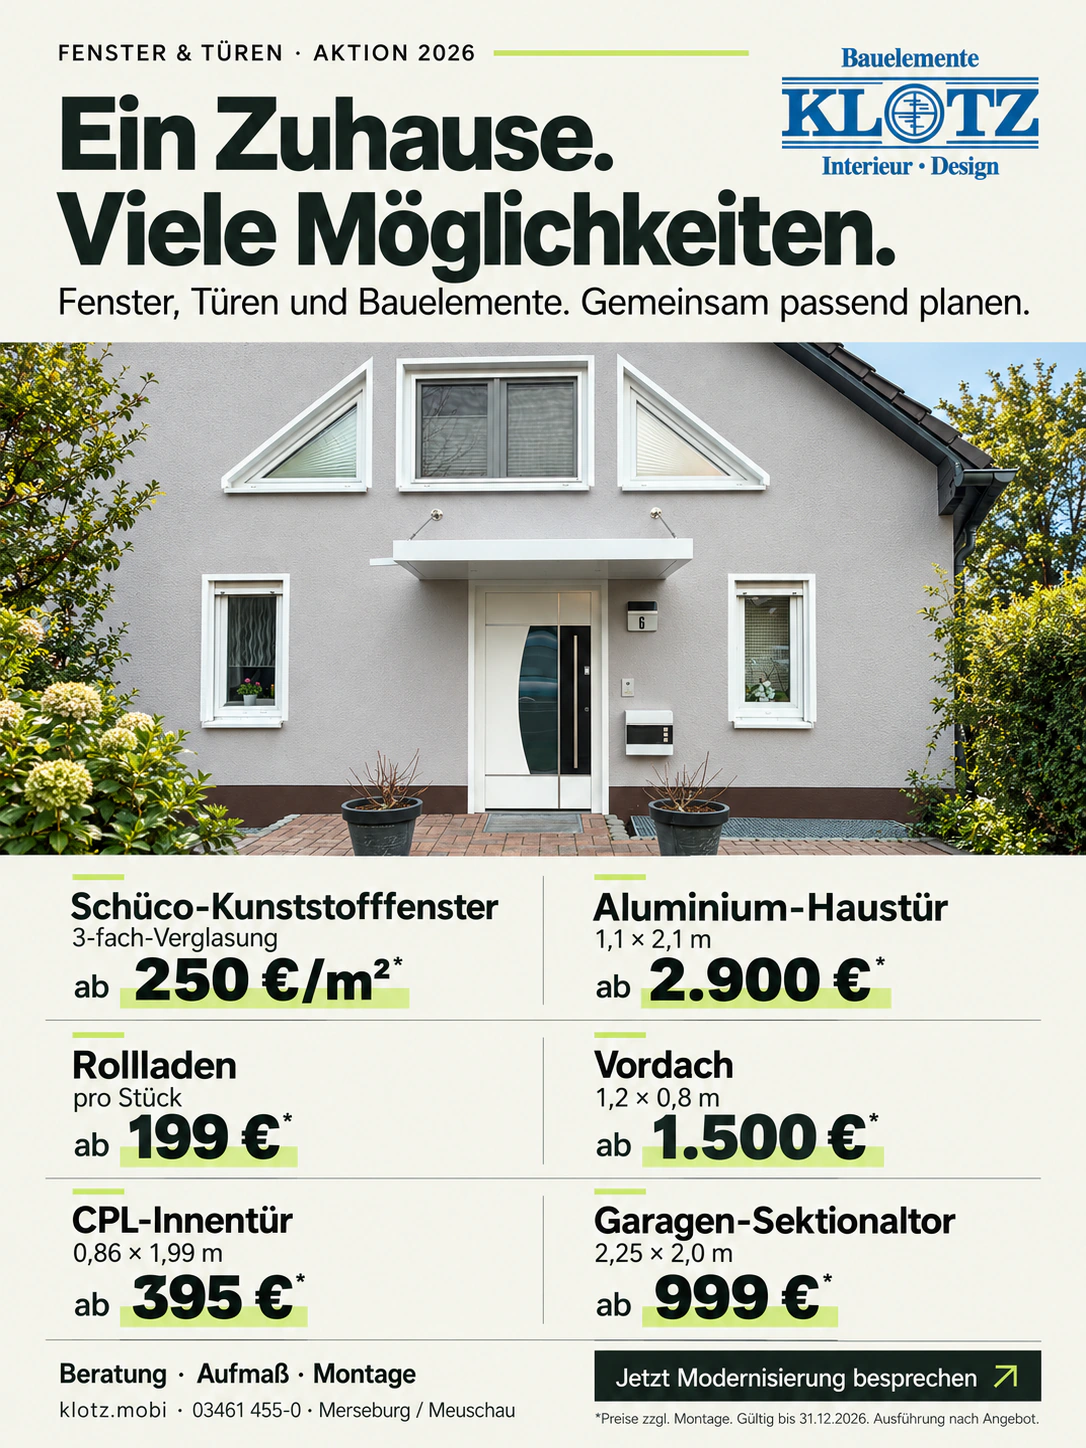 FENSTER & TÜREN · AKTION 2026
Bauelemente
KLOTZ
Interieur • Design
Ein Zuhause.
Viele Möglichkeiten.
Fenster, Türen und Bauelemente. Gemeinsam passend planen.
6
Schüco-Kunststofffenster
3-fach-Verglasung
ab 250 €/m²*
Aluminium-Haustür
1,1 × 2,1 m
ab 2.900 €*
Rollladen
pro Stück
ab 199 €*
Vordach
1,2 × 0,8 m
ab 1.500 €*
CPL-Innentür
0,86 × 1,99 m
ab 395 €*
Garagen-Sektionaltor
2,25 × 2,0 m
ab 999 €*
Beratung · Aufmaß · Montage
klotz.mobi · 03461 455-0 · Merseburg / Meuschau
Jetzt Modernisierung besprechen
*Preise zzgl. Montage. Gültig bis 31.12.2026. Ausführung nach Angebot.